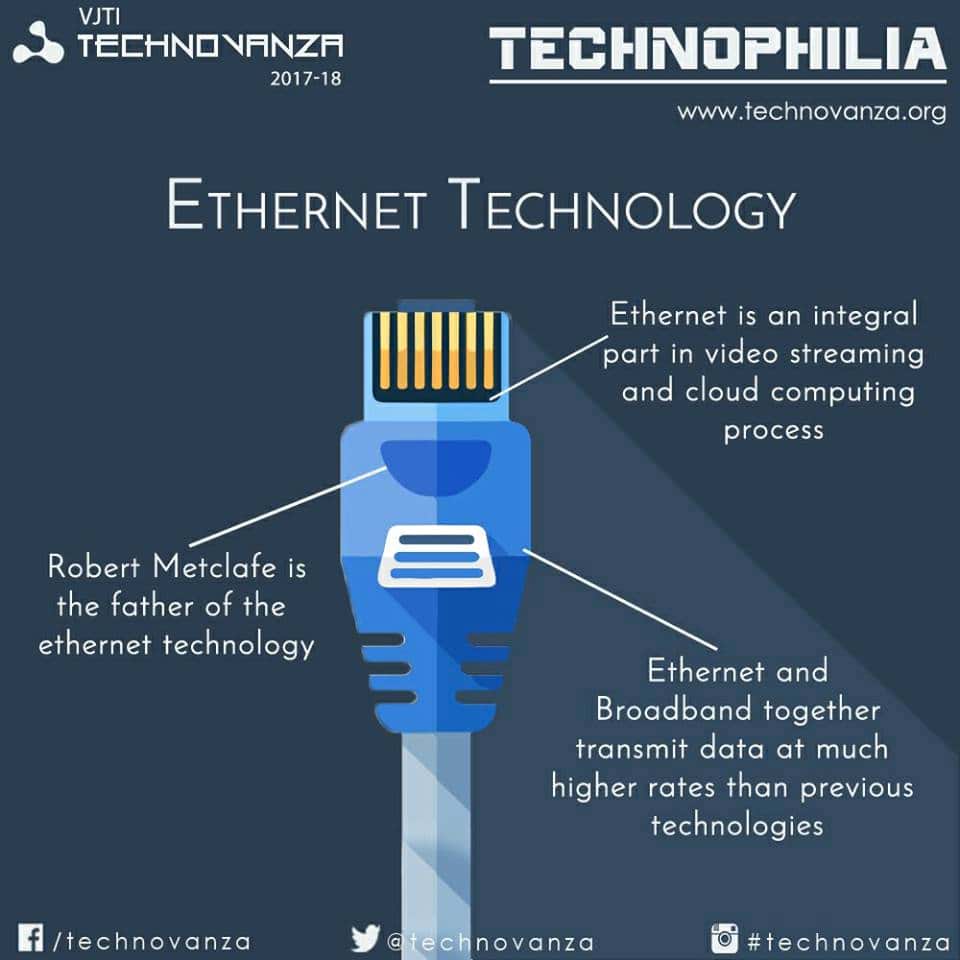 VJTI
TECHNOVANZA
2017-18
TECHNOPHILIA
www.technovanza.org
ETHERNET TECHNOLOGY
Ethernet is an integral
part in video streaming
and cloud computing
process
Robert Metclafe is
the father of the
ethernet technology
Ethernet and
Broadband together
transmit data at much
higher rates than previous
technologies
/technovanza
@technovanza
#technovanza